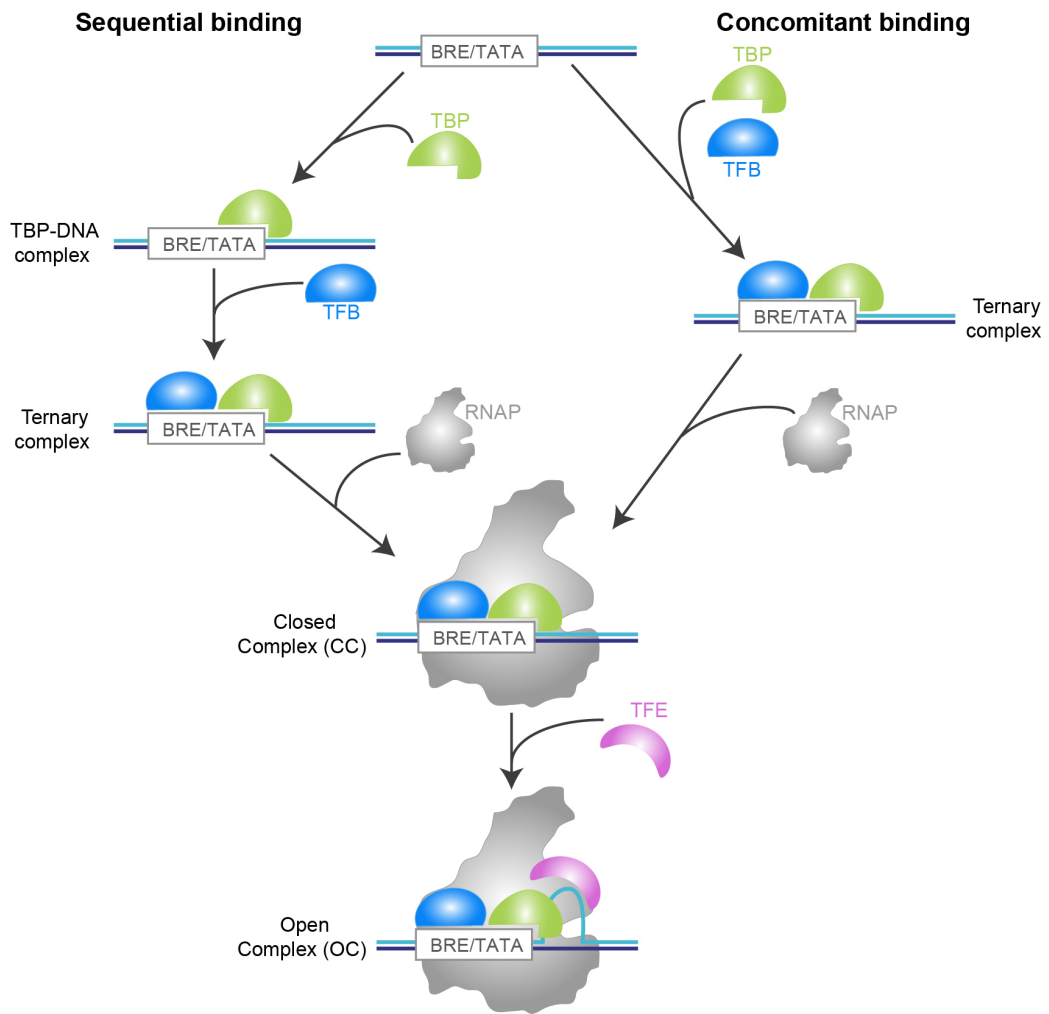 Sequential binding
Concomitant binding
BRE/TATA
TBP
TBP
TFB
TBP-DNA
complex
BRE/TATA
TFB
BRE/TATA
Ternary
complex
Ternary
complex
BRE/TATA
RNAP
RNAP
Closed
Complex (CC)
BRE/TATA
TFE
Open
Complex (OC)
BRE/TATA